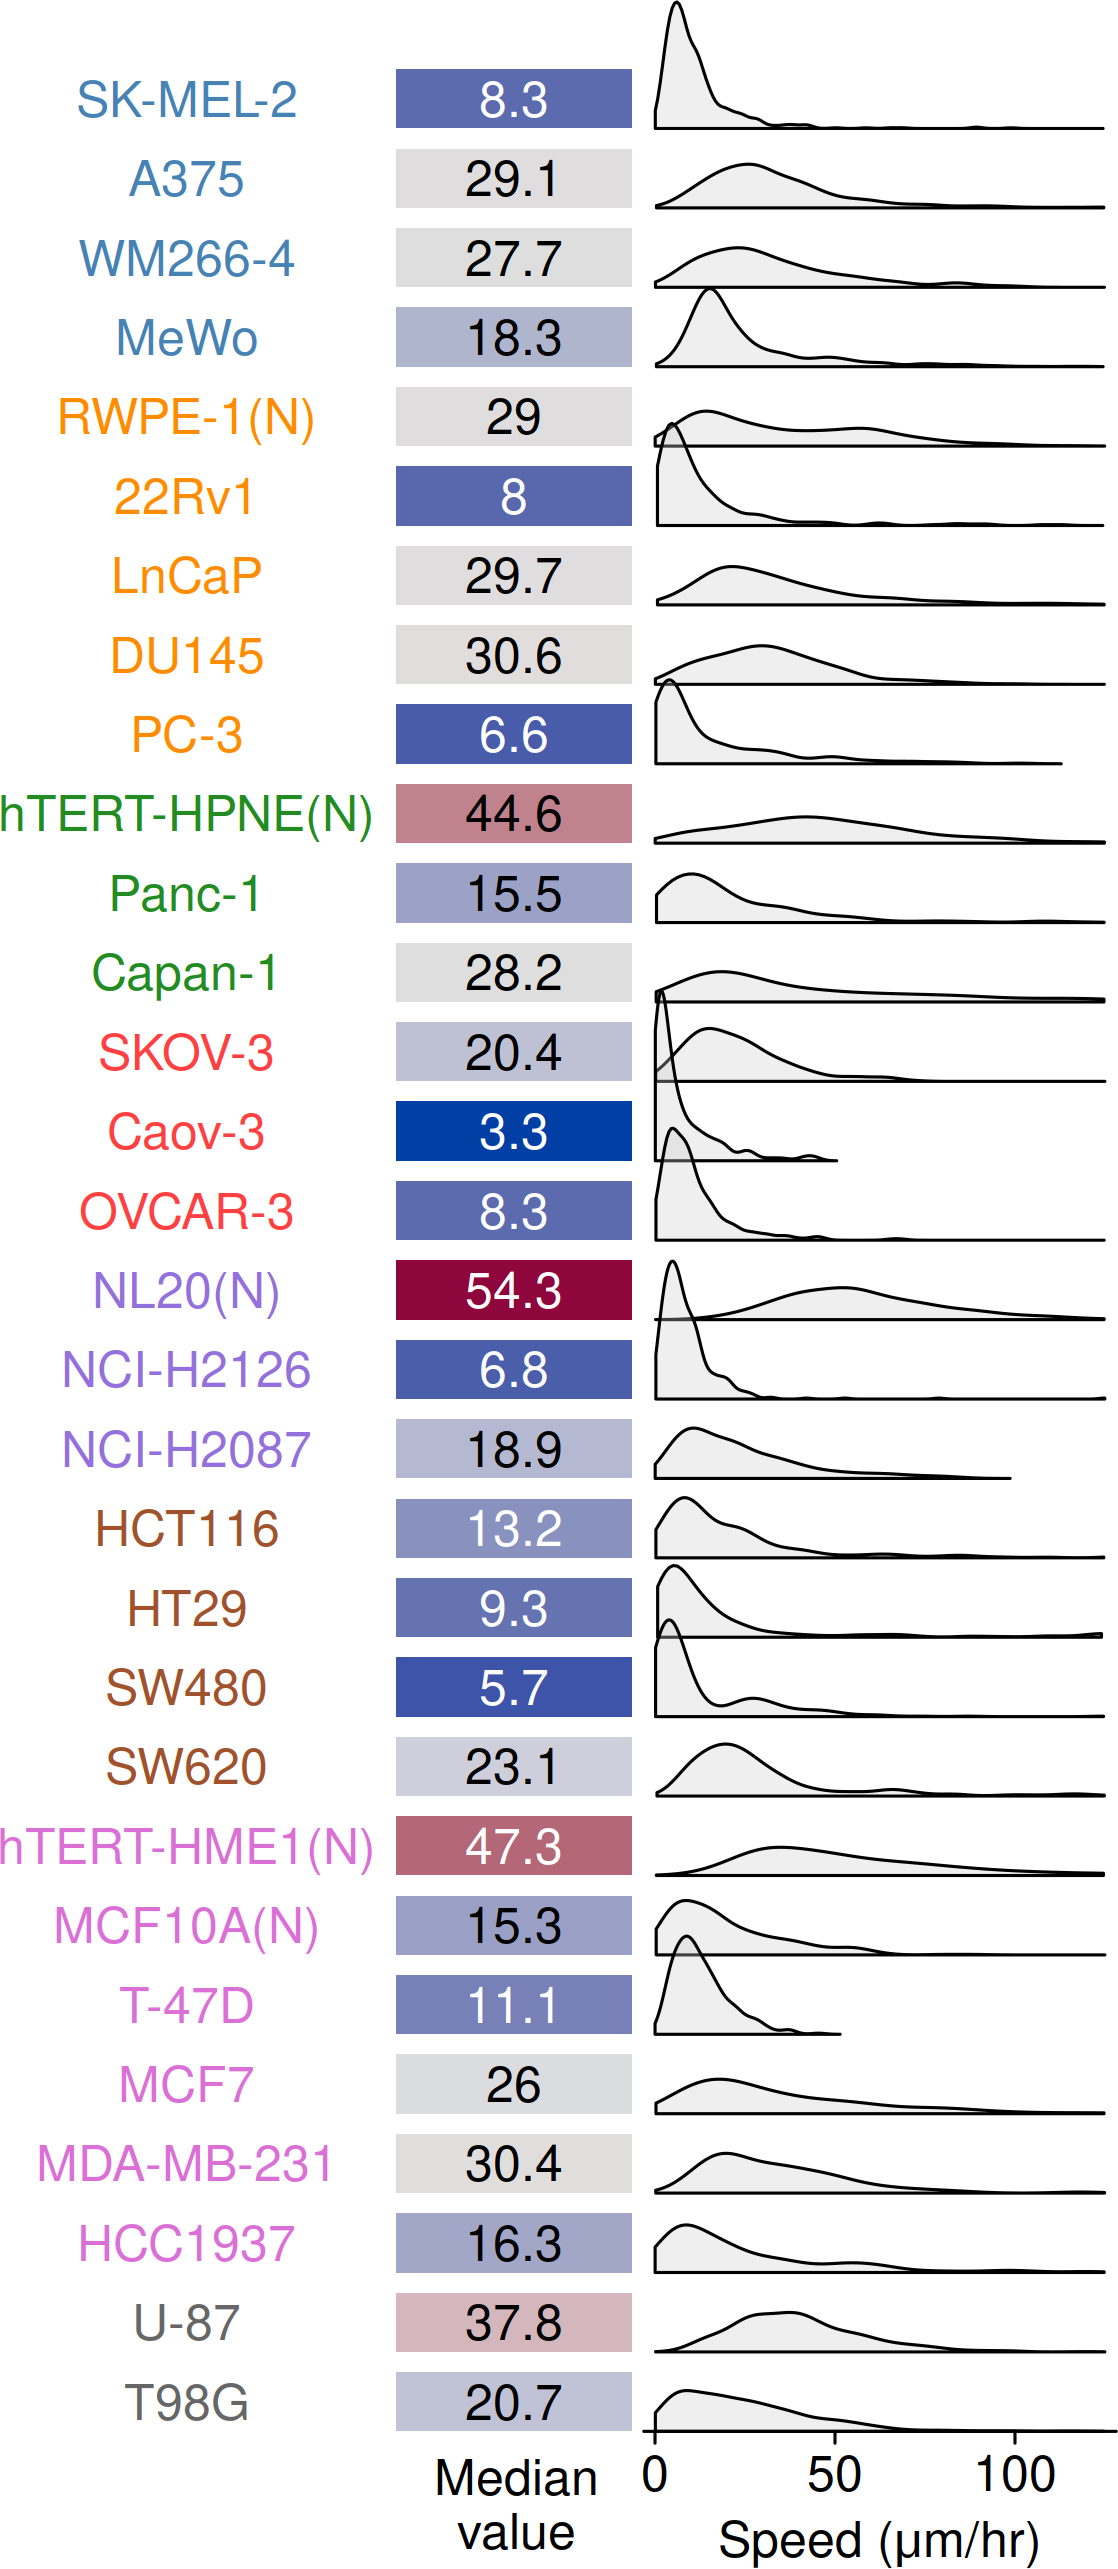 SK-MEL-2 8.3
A375 29.1
WM266-4 27.7
MeWo 18.3
RWPE-1(N) 29
22Rv1 8
LnCaP 29.7
DU145 30.6
PC-3 6.6
hTERT-HPNE(N) 44.6
Panc-1 15.5
Capan-1 28.2
SKOV-3 20.4
Caov-3 3.3
OVCAR-3 8.3
NL20(N) 54.3
NCI-H2126 6.8
NCI-H2087 18.9
HCT116 13.2
HT29 9.3
SW480 5.7
SW620 23.1
hTERT-HME1(N) 47.3
MCF10A(N) 15.3
T-47D 11.1
MCF7 26
MDA-MB-231 30.4
HCC1937 16.3
U-87 37.8
T98G 20.7
Median
value
0 50 100
Speed (μm/hr)